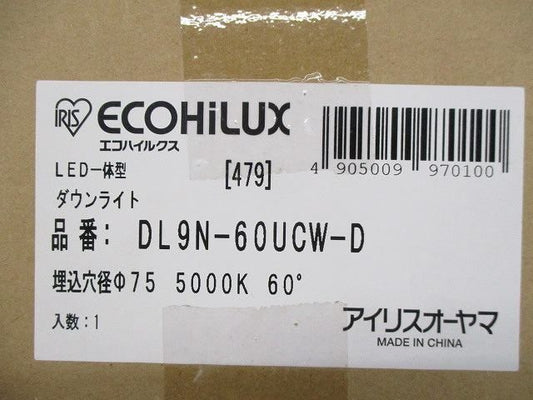 IRIS ECOHiLUX
エコハイルクス
LED一体型
[479]
4 905009 970100
ダウンライト
品番: DL9N-60UCW-D
埋込穴径Φ75 5000K 60°
入数:1
アイリスオーヤマ
MADE IN CHINA